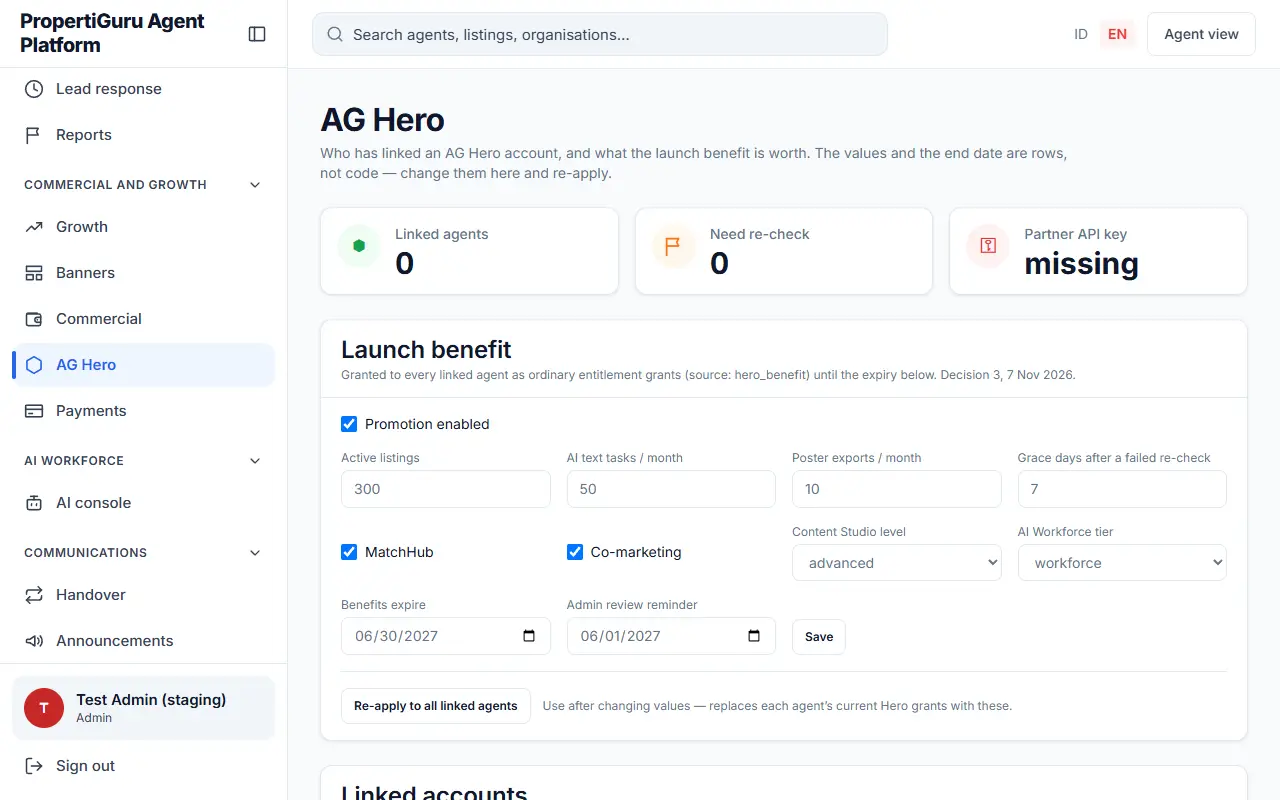 PropertiGuru Agent
Platform
Search agents, listings, organisations...
ID
EN
Agent view
Lead response
Reports
COMMERCIAL AND GROWTH
Growth
Banners
Commercial
AG Hero
Payments
AI WORKFORCE
AI console
COMMUNICATIONS
Handover
Announcements
T
Test Admin (staging)
Admin
Sign out
AG Hero
Who has linked an AG Hero account, and what the launch benefit is worth. The values and the end date are rows,
not code — change them here and re-apply.
Linked agents
0
Need re-check
0
Partner API key
missing
Launch benefit
Granted to every linked agent as ordinary entitlement grants (source: hero_benefit) until the expiry below. Decision 3, 7 Nov 2026.
Promotion enabled
Active listings
AI text tasks / month
Poster exports / month
Grace days after a failed re-check
300
50
10
7
MatchHub
Co-marketing
Content Studio level
AI Workforce tier
advanced
workforce
Benefits expire
Admin review reminder
06/30/2027
06/01/2027
Save
Re-apply to all linked agents
Use after changing values — replaces each agent's current Hero grants with these.
Linked accounts